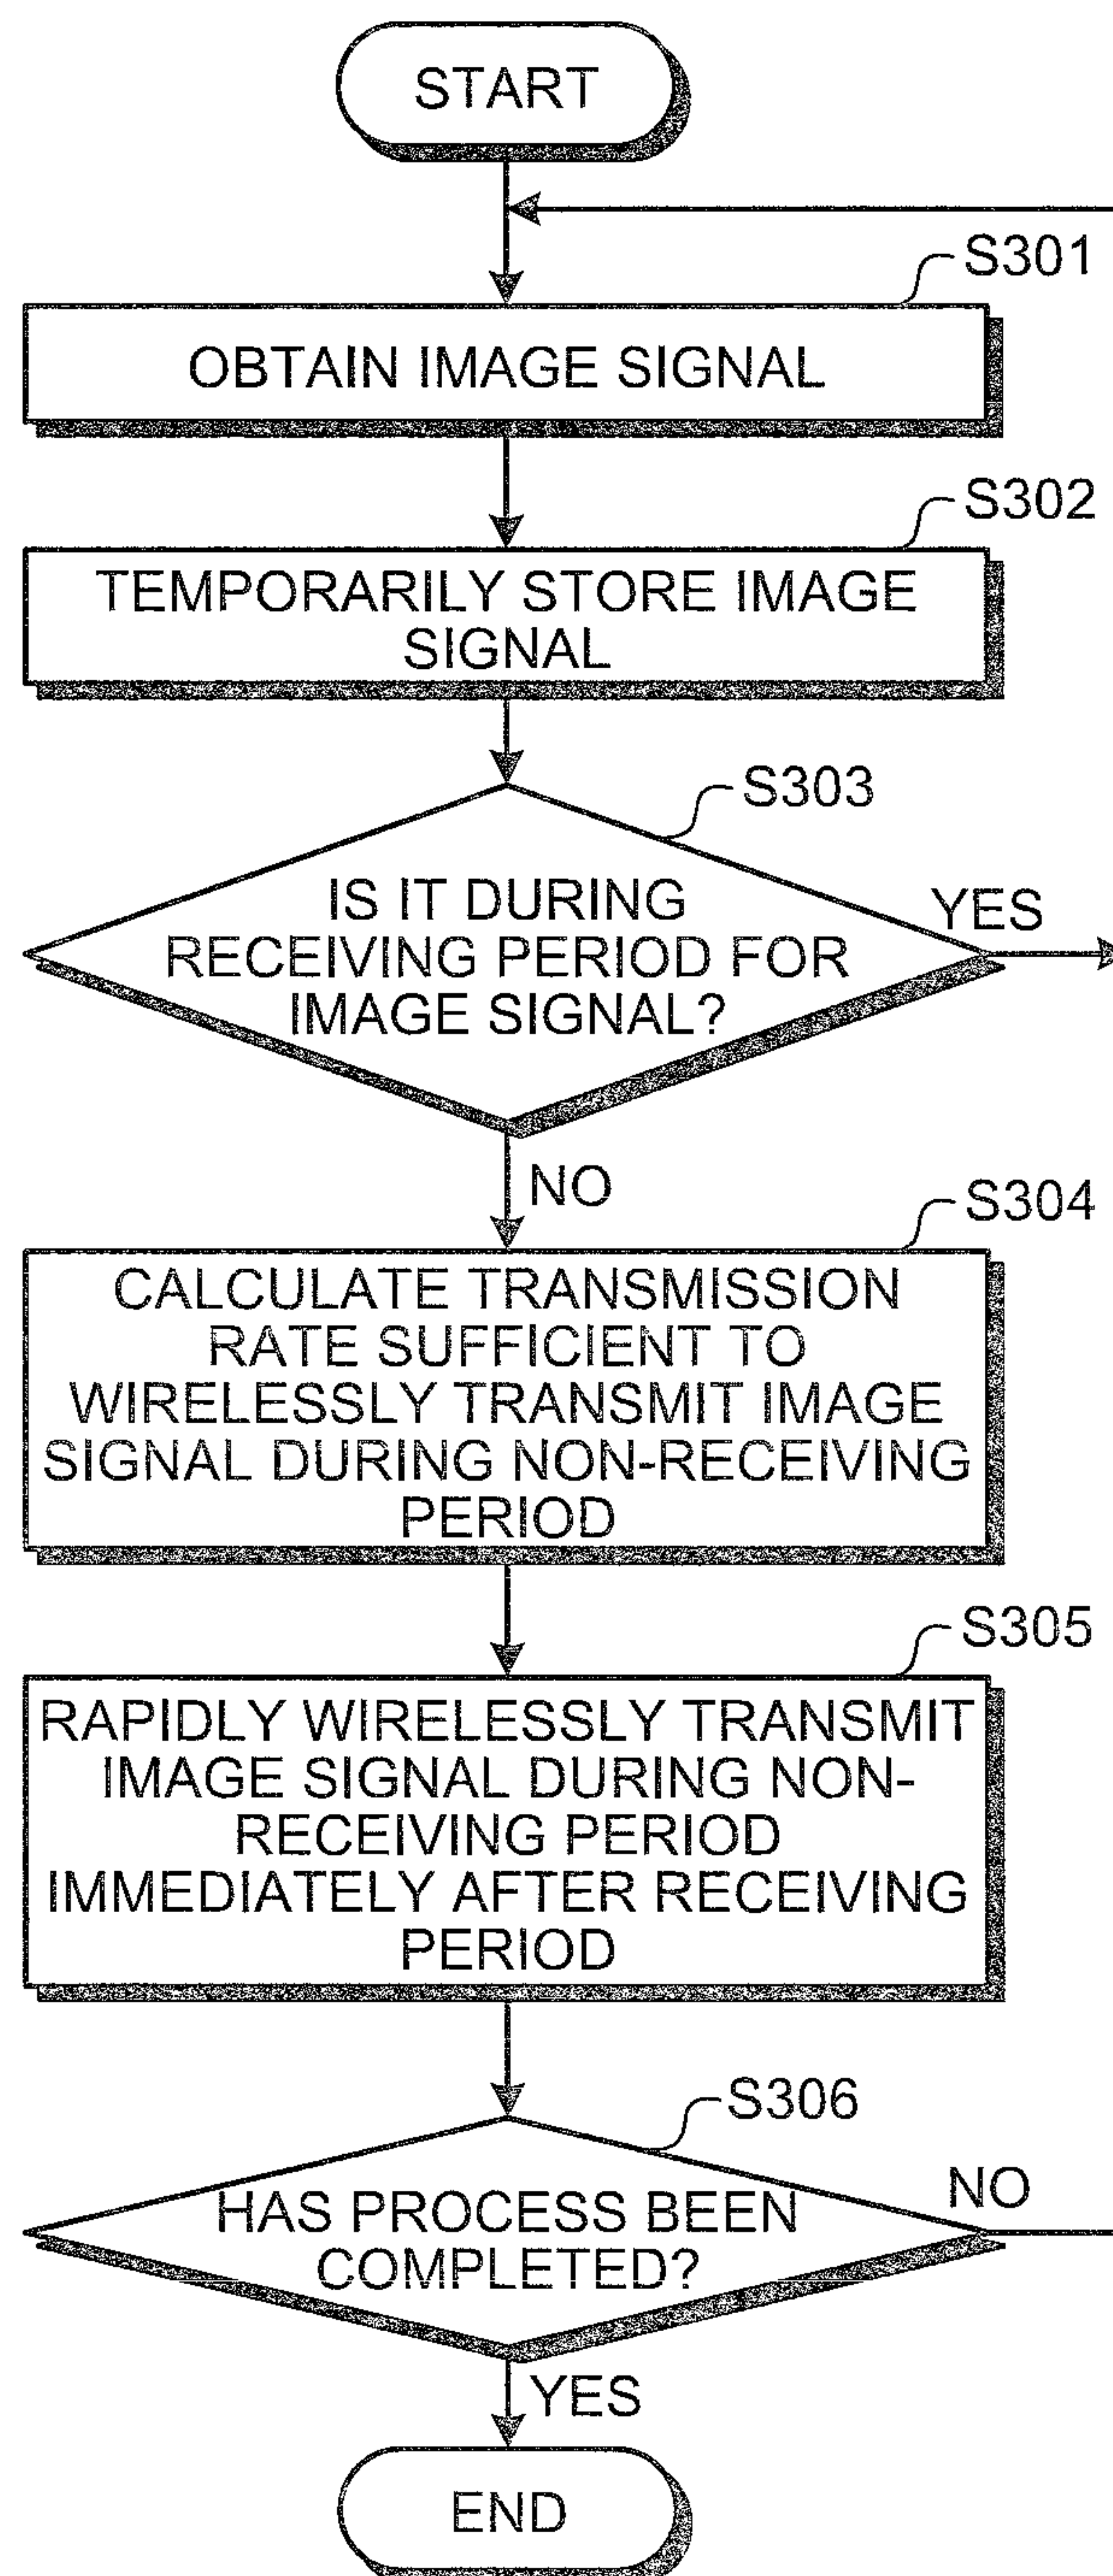 START
S301
OBTAIN IMAGE SIGNAL
S302
TEMPORARILY STORE IMAGE
SIGNAL
S303
IS IT DURING
RECEIVING PERIOD FOR
IMAGE SIGNAL?
YES
NO
S304
CALCULATE TRANSMISSION
RATE SUFFICIENT TO
WIRELESSLY TRANSMIT IMAGE
SIGNAL DURING NON-RECEIVING
PERIOD
S305
RAPIDLY WIRELESSLY TRANSMIT
IMAGE SIGNAL DURING NON-
RECEIVING PERIOD
IMMEDIATELY AFTER RECEIVING
PERIOD
S306
HAS PROCESS BEEN
COMPLETED?
NO
YES
END